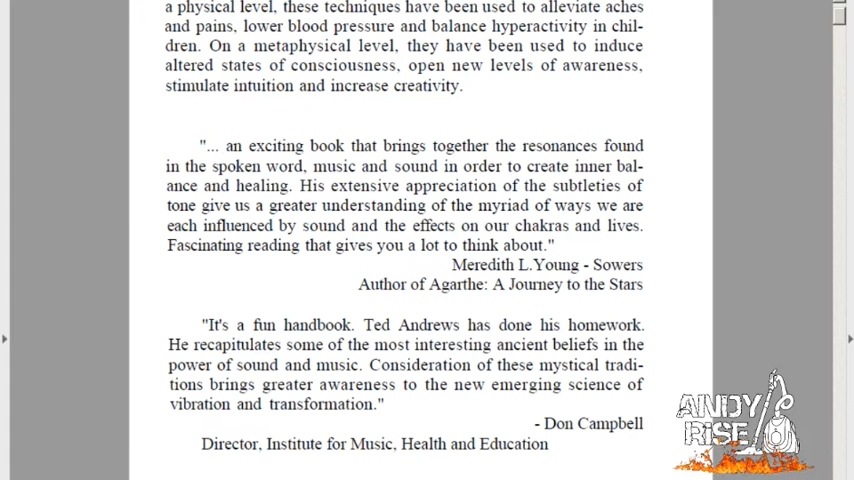 a physical level, these techniques have been used to alleviate aches
and pains, lower blood pressure and balance hyperactivity in chil-
dren. On a metaphysical level, they have been used to induce
altered states of consciousness, open new levels of awareness,
stimulate intuition and increase creativity.
"... an exciting book that brings together the resonances found
in the spoken word, music and sound in order to create inner bal-
ance and healing. His extensive appreciation of the subtleties of
tone give us a greater understanding of the myriad of ways we are
each influenced by sound and the effects on our chakras and lives.
Fascinating reading that gives you a lot to think about."
Meredith L.Young - Sowers
Author of Agarthe: A Journey to the Stars
"It's a fun handbook. Ted Andrews has done his homework.
He recapitulates some of the most interesting ancient beliefs in the
power of sound and music. Consideration of these mystical tradi-
tions brings greater awareness to the new emerging science of
vibration and transformation."
- Don Campbell
Director, Institute for Music, Health and Education
ANDY
RISE